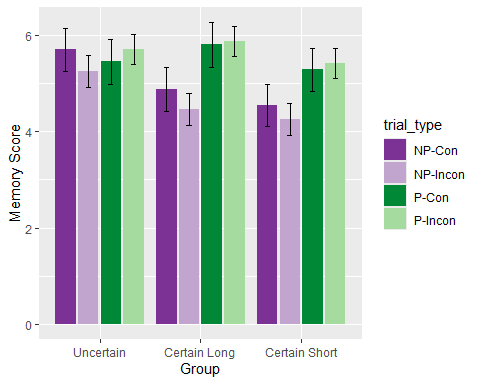 6
4
2
0
Memory Score
Uncertain
Certain Long
Certain Short
Group
trial_type
NP-Con
NP-Incon
P-Con
P-Incon